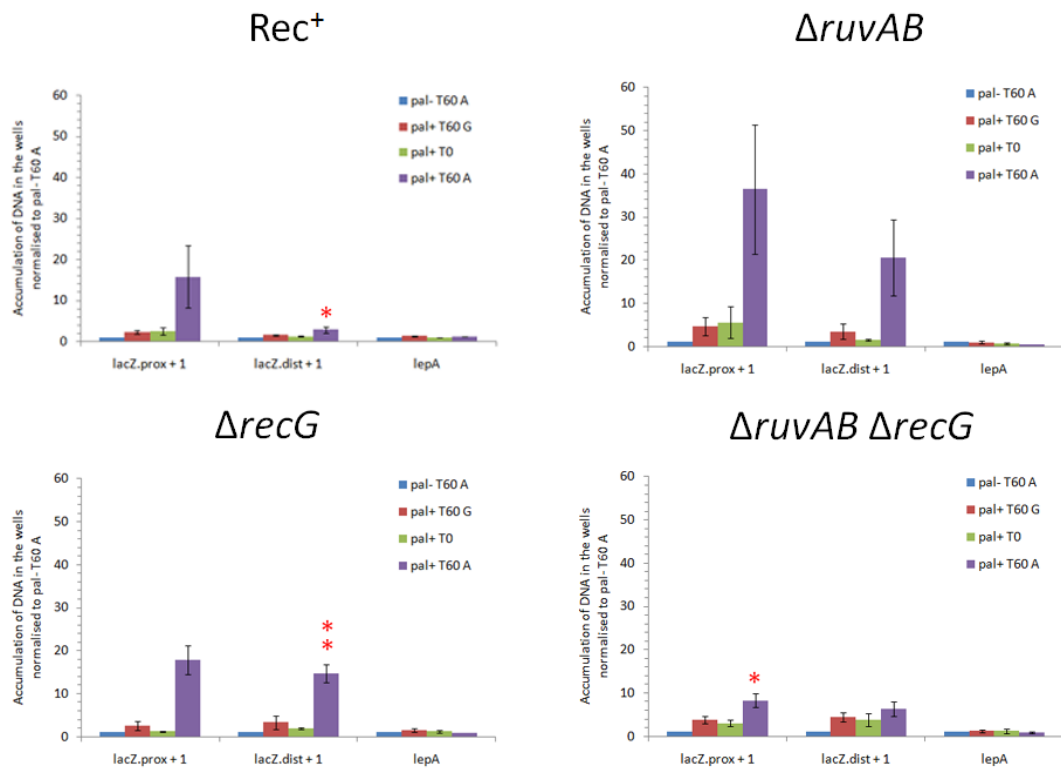 Rec+
Accumulation of DNA in the wells
normalised to pal- T60 A
60
50
40
30
20
10
0
pal- T60 A
pal+ T60 G
pal+ T0
pal+ T60 A
*
lacZ.prox + 1
lacZ.dist + 1
lepA
ΔruvAB
Accumulation of DNA in the wells
normalised to pal- T60 A
60
50
40
30
20
10
0
pal- T60 A
pal+ T60 G
pal+ T0
pal+ T60 A
lacZ.prox + 1
lacZ.dist + 1
lepA
ΔrecG
Accumulation of DNA in the wells
normalised to pal- T60 A
60
50
40
30
20
10
0
pal- T60 A
pal+ T60 G
pal+ T0
pal+ T60 A
*
*
lacZ.prox + 1
lacZ.dist + 1
lepA
ΔruvAB ΔrecG
Accumulation of DNA in the wells
normalised to pal- T60 A
60
50
40
30
20
10
0
pal- T60 A
pal+ T60 G
pal+ T0
pal+ T60 A
*
lacZ.prox + 1
lacZ.dist + 1
lepA